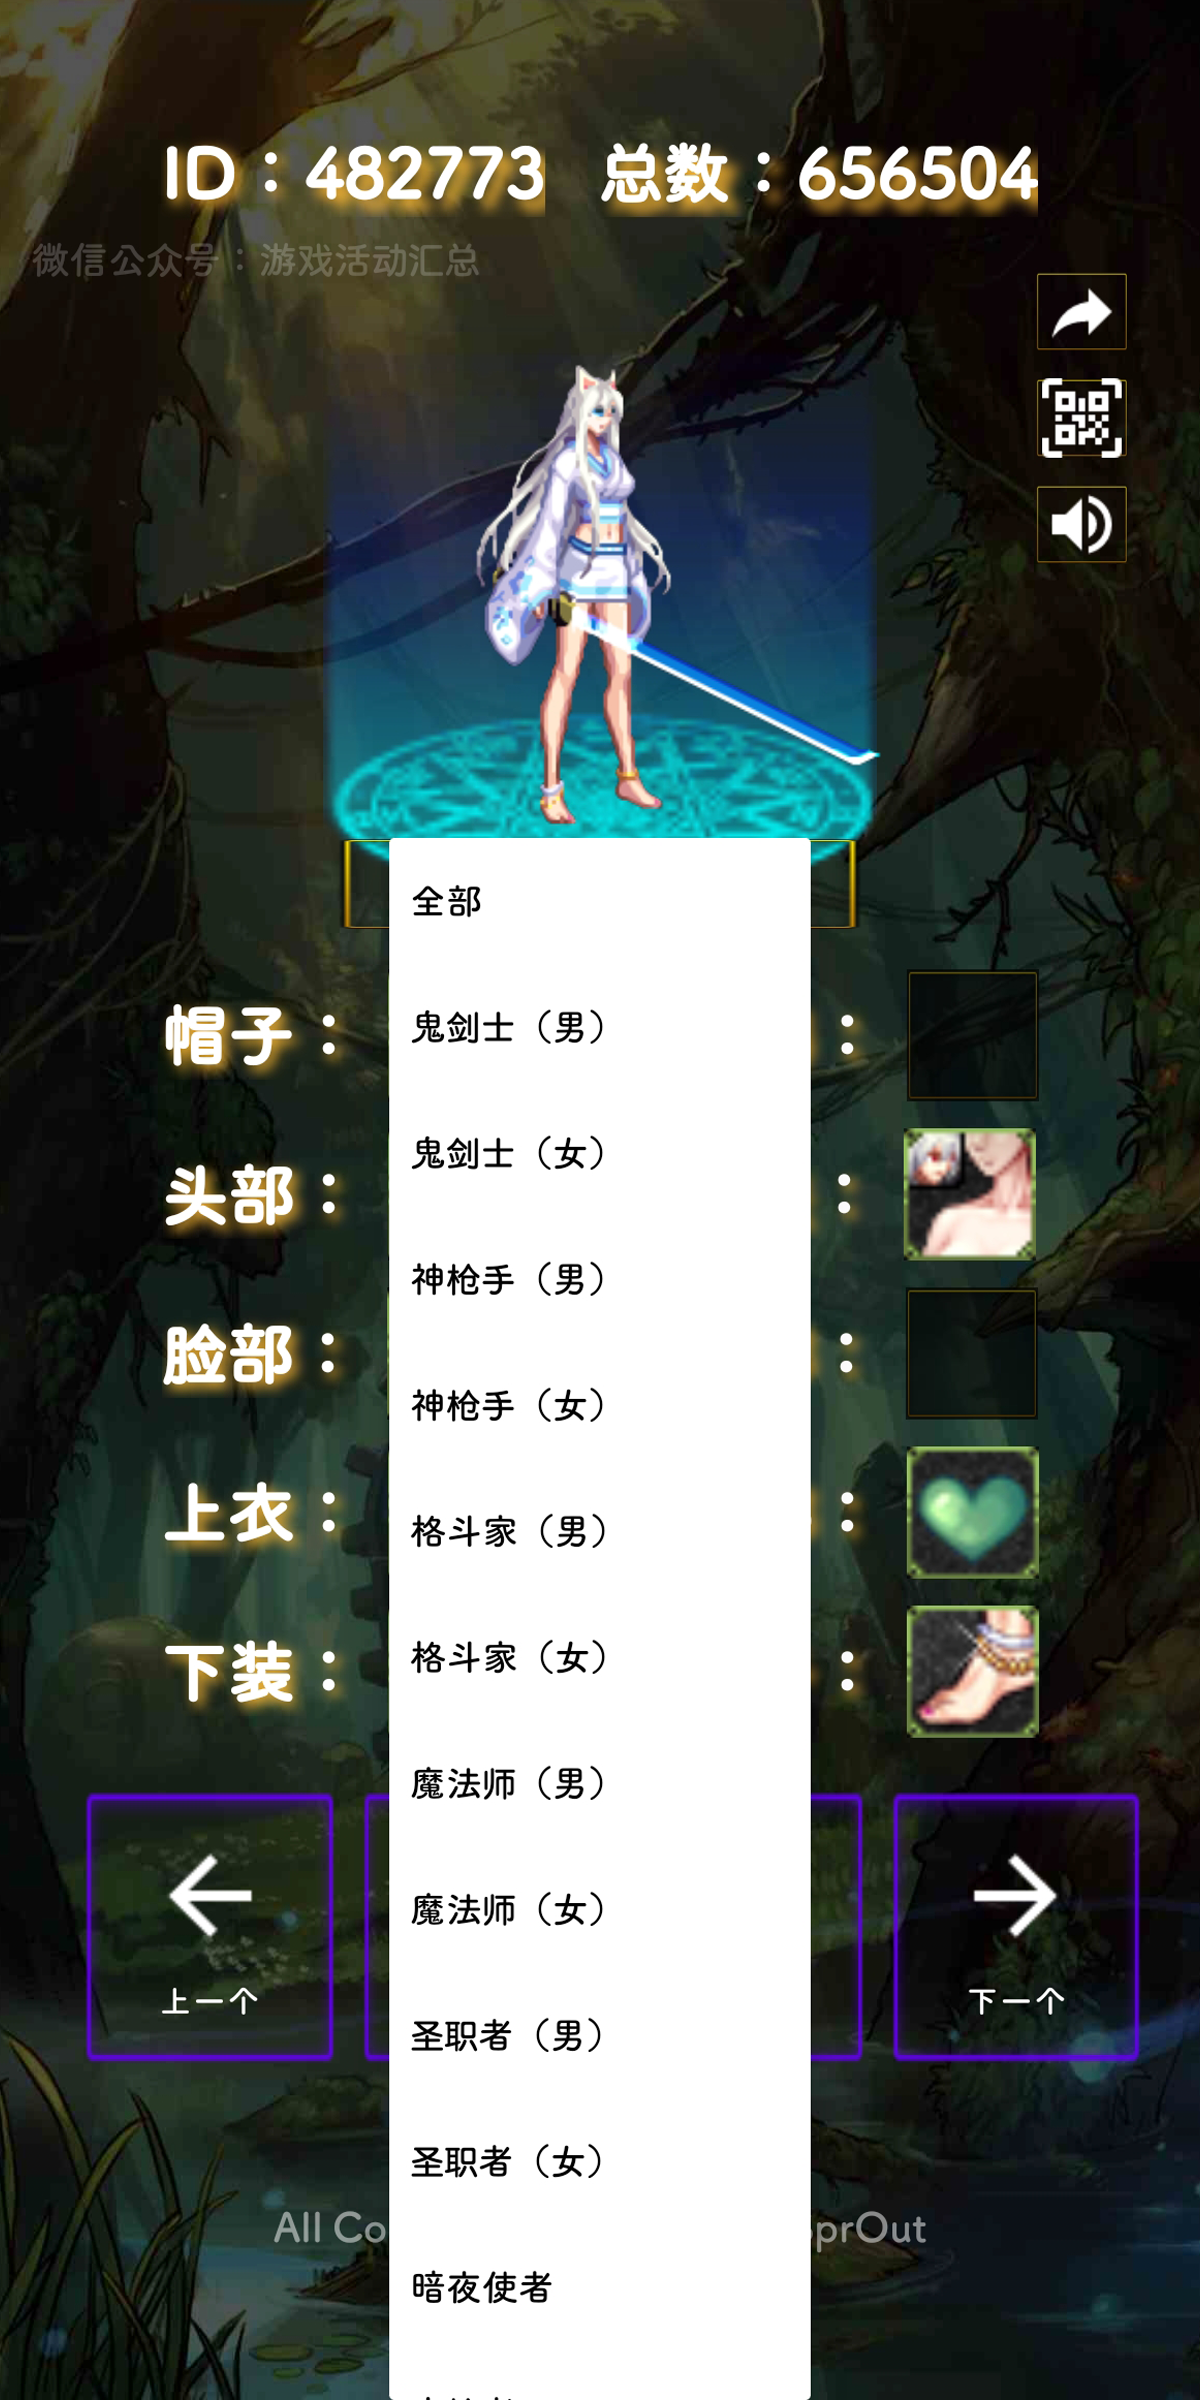 ID：482773 总数：656504
微信公众号：游戏活动汇总
全部
鬼剑士（男）
帽子：
：
鬼剑士（女）
头部：
：
神枪手（男）
脸部：
：
神枪手（女）
上衣：
：
格斗家（男）
格斗家（女）
下装：
：
魔法师（男）
魔法师（女）
上一个
下一个
圣职者（男）
圣职者（女）
All Co
prOut
暗夜使者